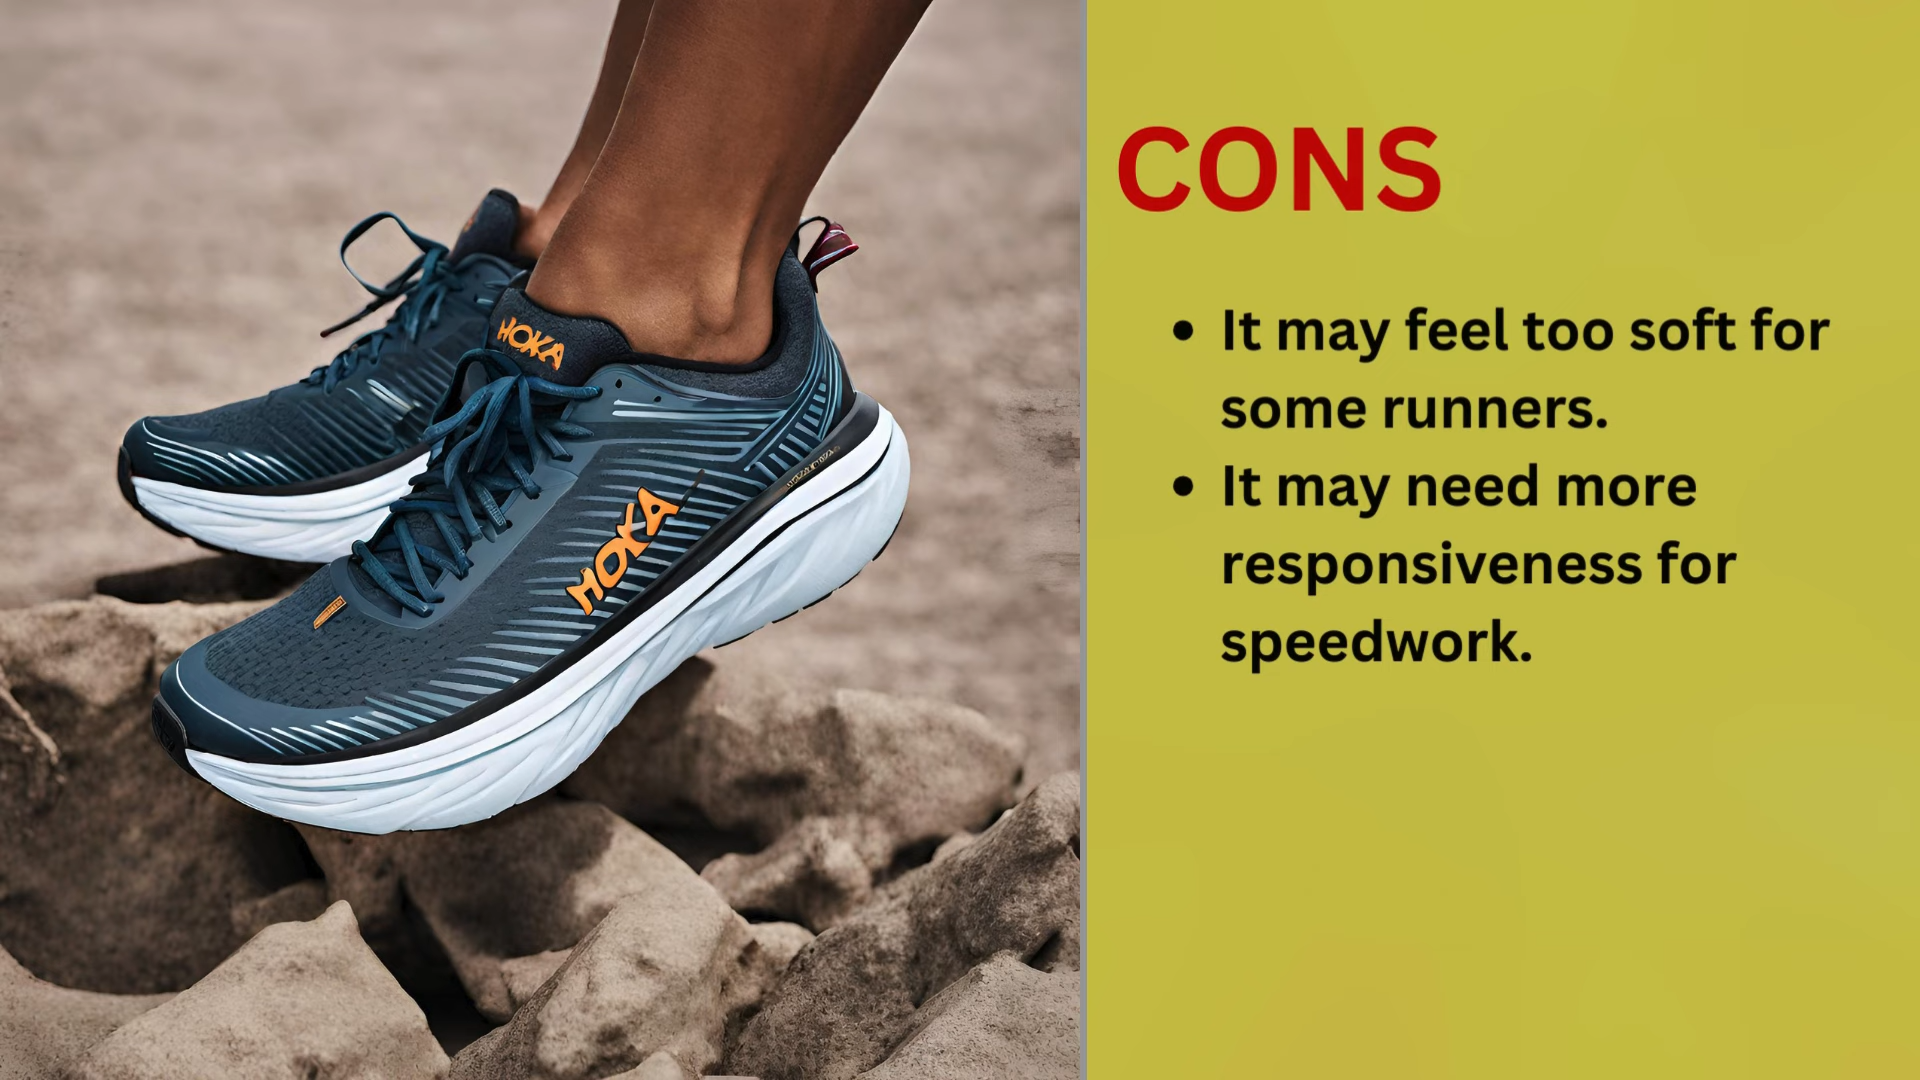 HOKA
HOKA
CONS
• It may feel too soft for
some runners.
• It may need more
responsiveness for
speedwork.